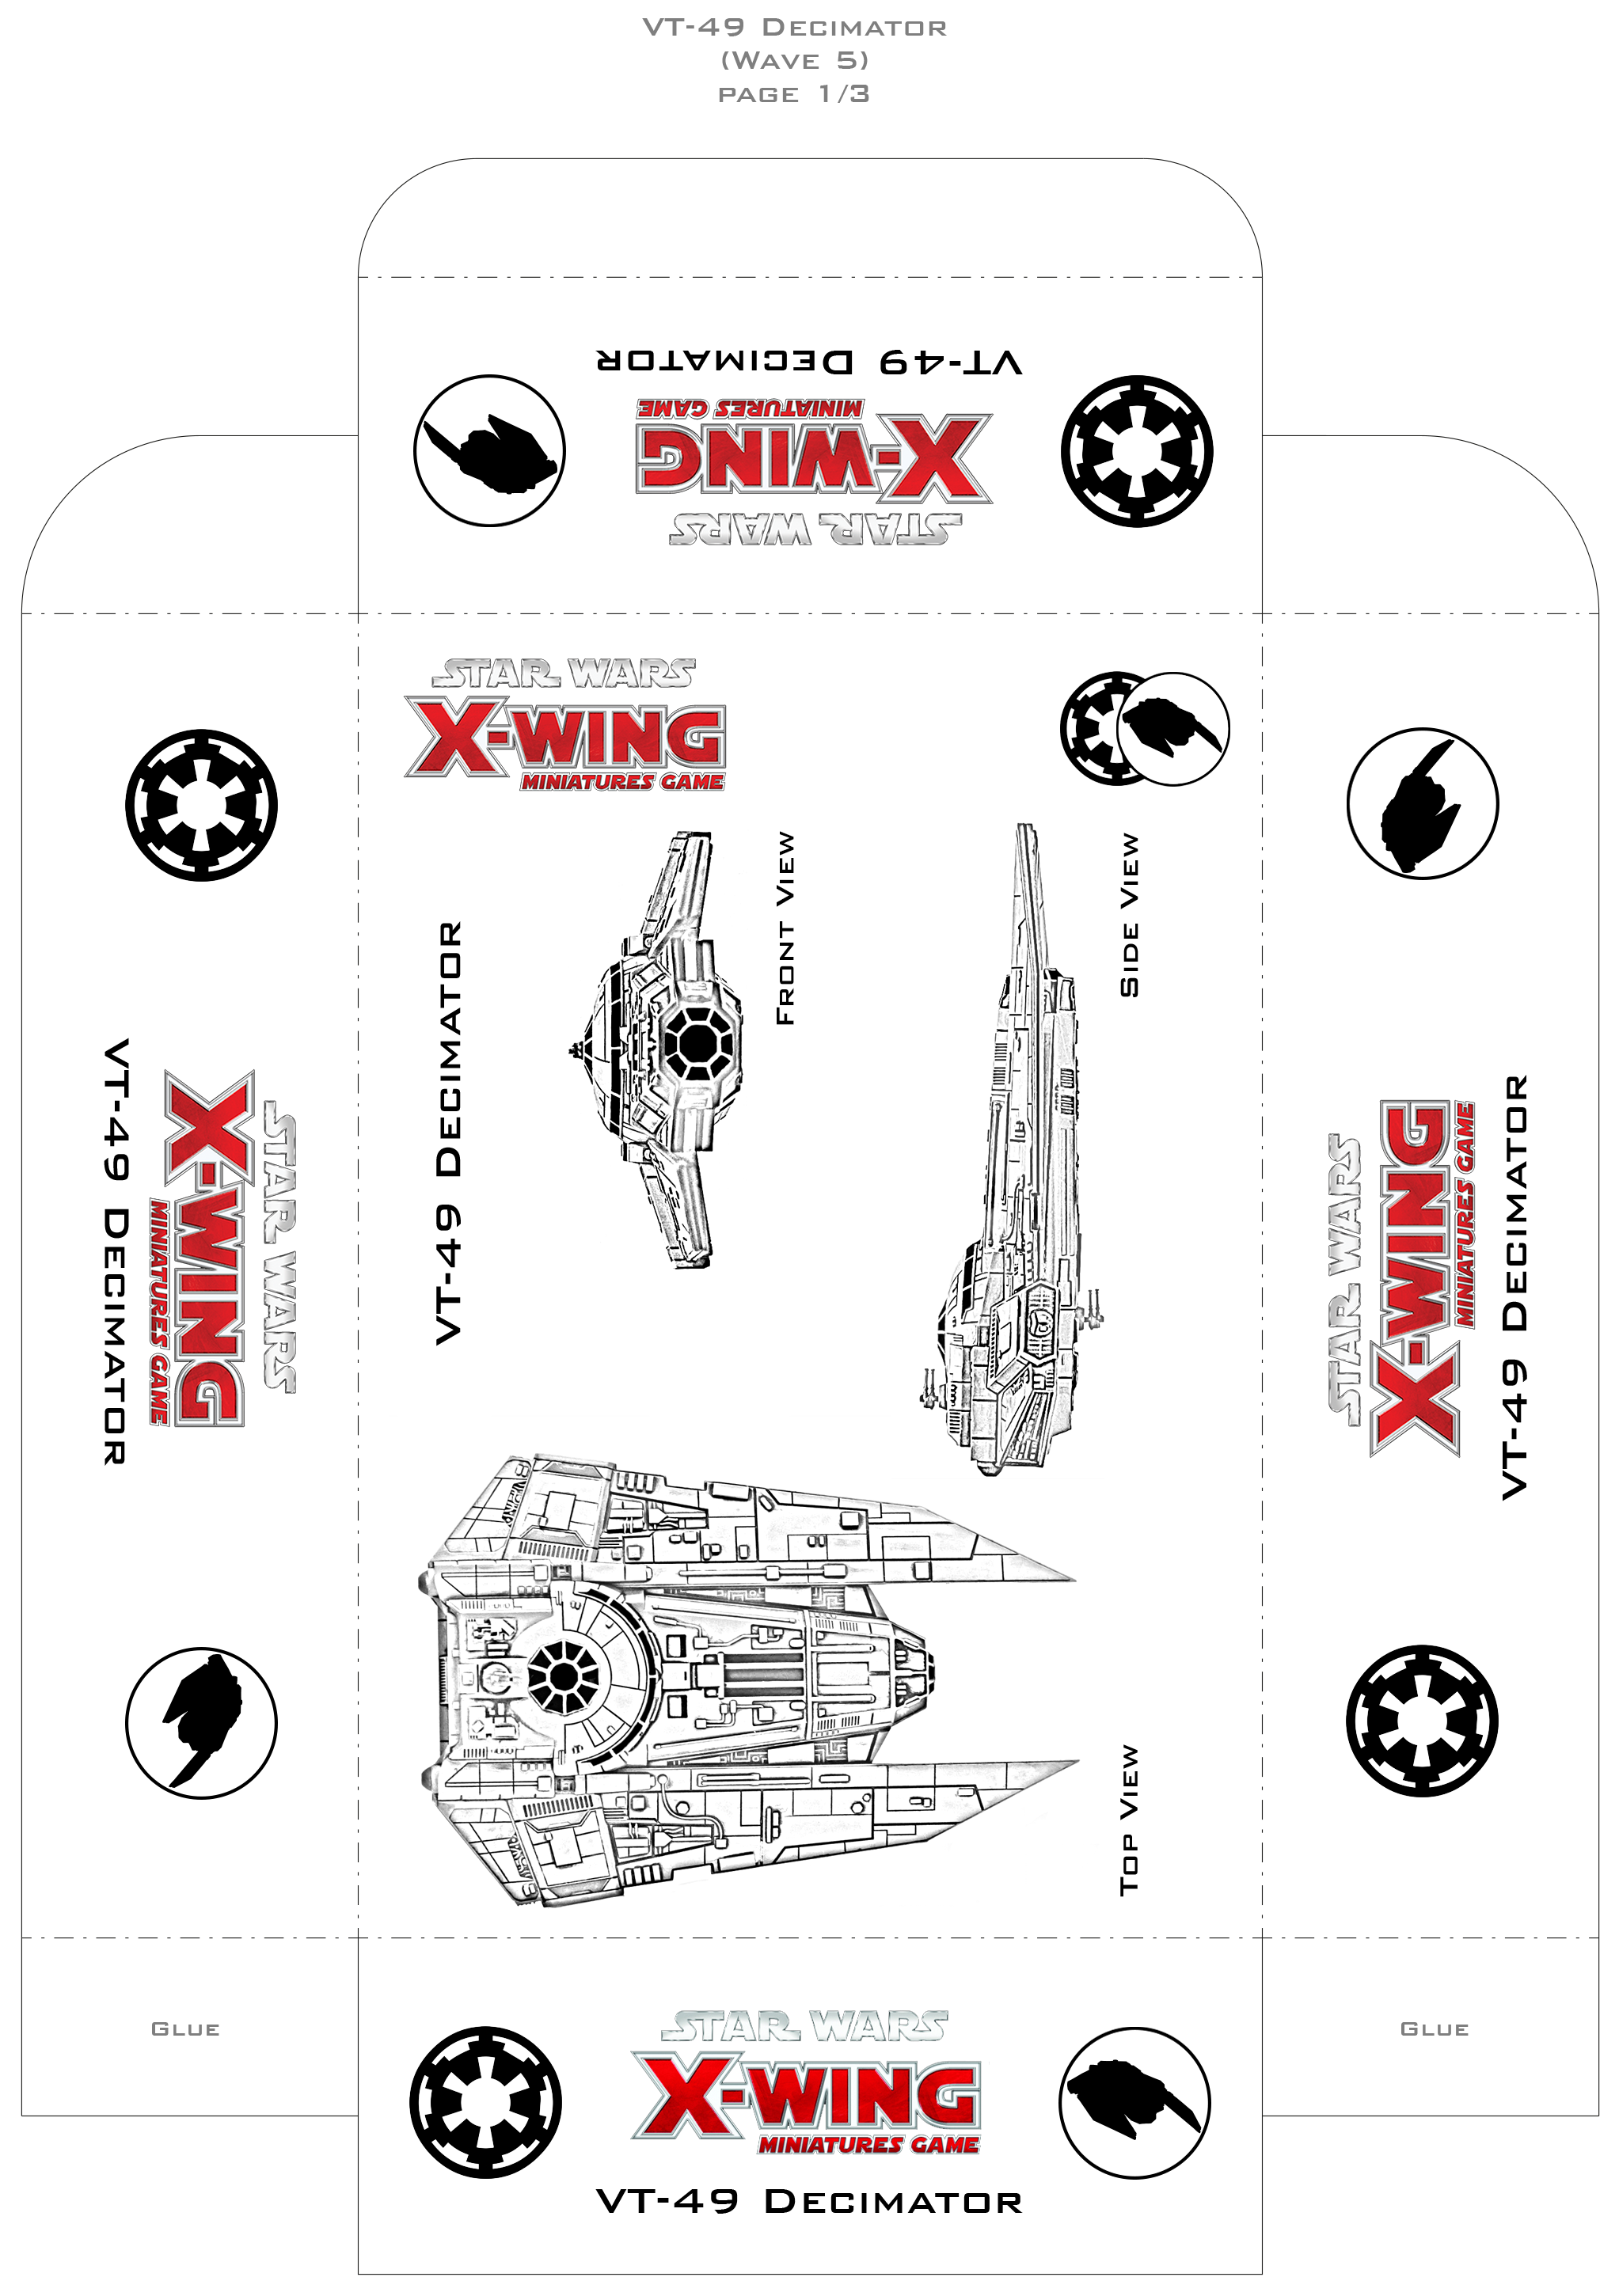 VT-49 Decimator
(Wave 5)
page 1/3
VT-49 Decimator
MINIATURES GAME
X-WING
STAR WARS
STAR WARS
X-WING
MINIATURES GAME
Front View
Side View
VT-49 Decimator
VT-49 Decimator
STAR WARS
X-WING
MINIATURES GAME
STAR WARS
X-WING
MINIATURES GAME
VT-49 Decimator
Top View
Glue
Glue
STAR WARS
X-WING
MINIATURES GAME
VT-49 Decimator